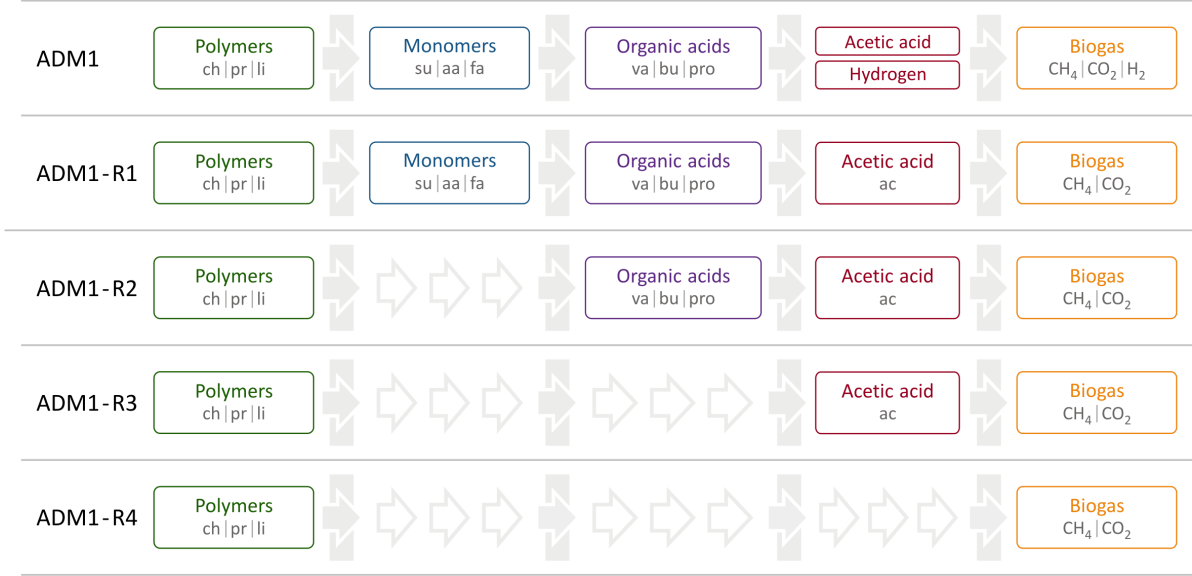 ADM1
Polymers
ch|pr|li
Monomers
su|aa|fa
Organic acids
va|bu|pro
Acetic acid
Hydrogen
Biogas
CH₄|CO₂|H₂
ADM1-R1
Polymers
ch|pr|li
Monomers
su|aa|fa
Organic acids
va|bu|pro
Acetic acid
ac
Biogas
CH₄|CO₂
ADM1-R2
Polymers
ch|pr|li
Organic acids
va|bu|pro
Acetic acid
ac
Biogas
CH₄|CO₂
ADM1-R3
Polymers
ch|pr|li
Acetic acid
ac
Biogas
CH₄|CO₂
ADM1-R4
Polymers
ch|pr|li
Biogas
CH₄|CO₂